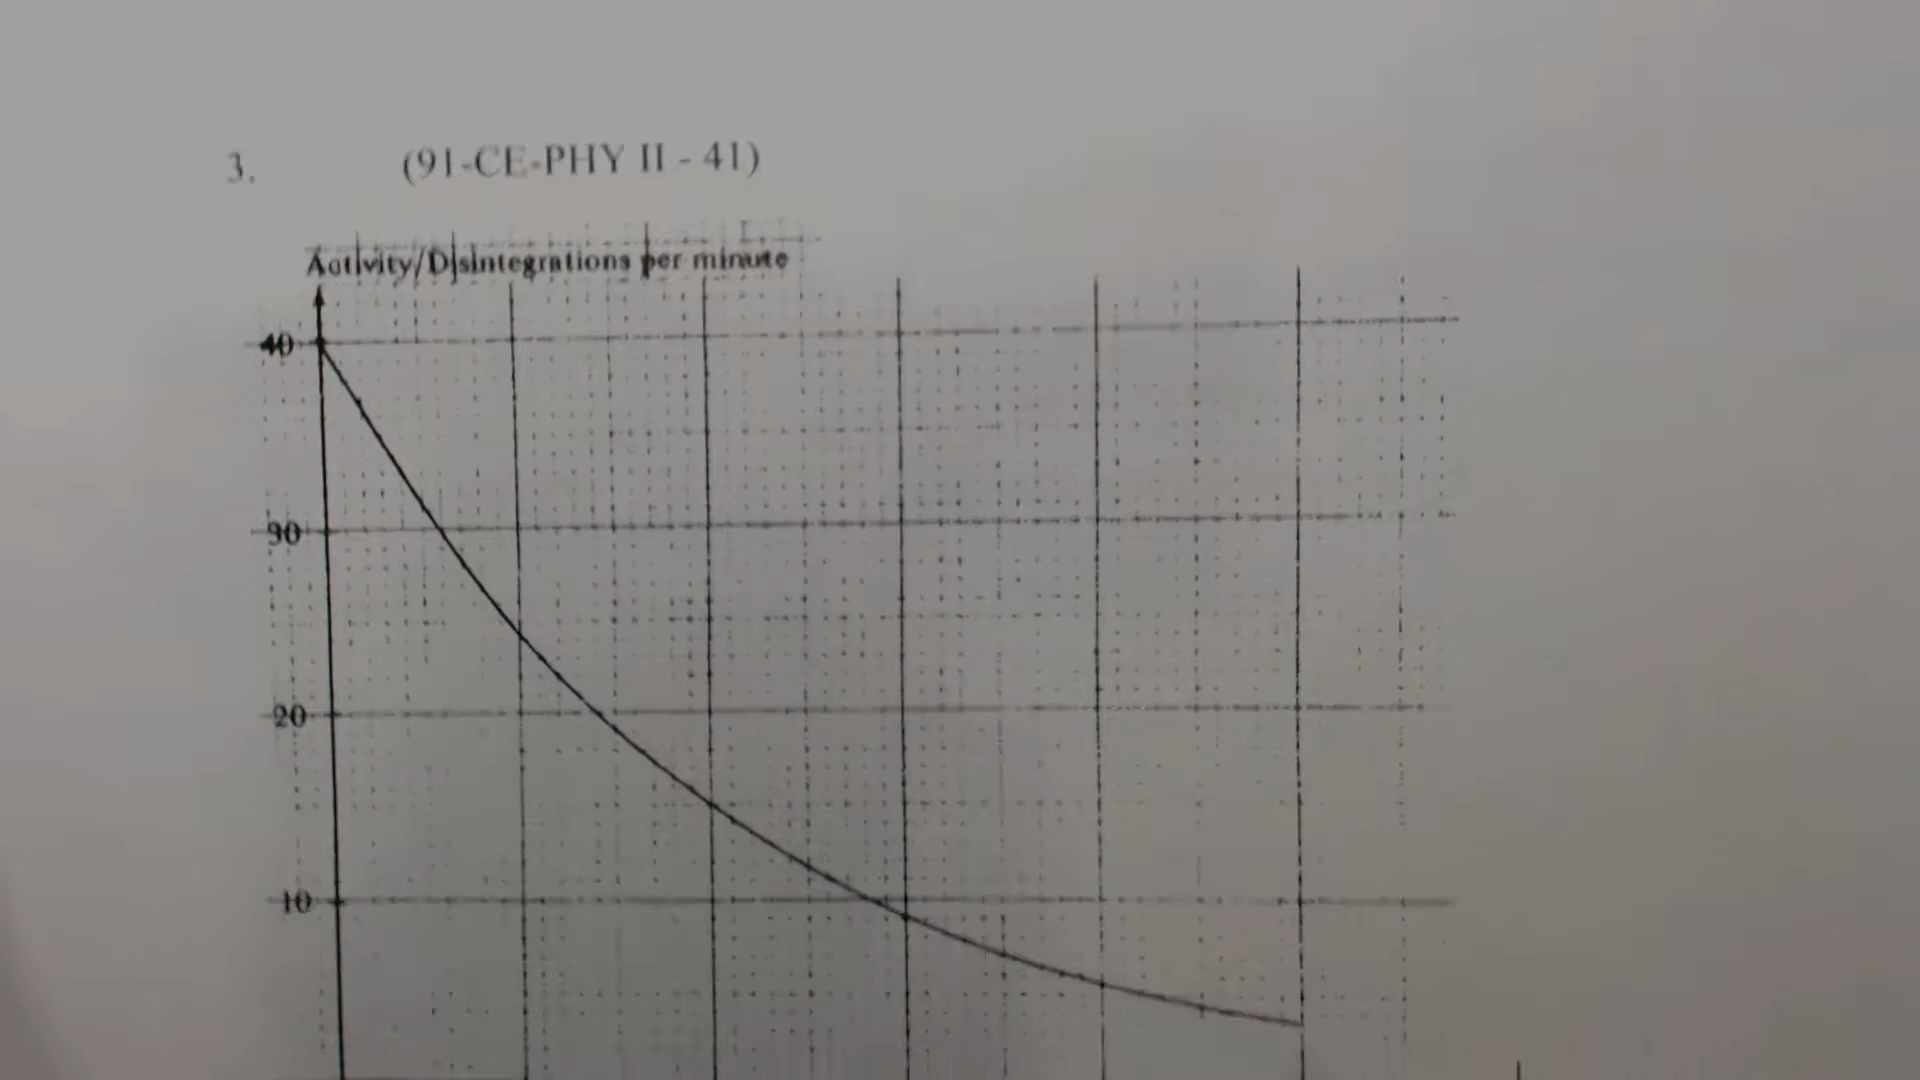 3. (91-CE-PHY II - 41)
Activity/Disintegrations per minute
40
30
20
10